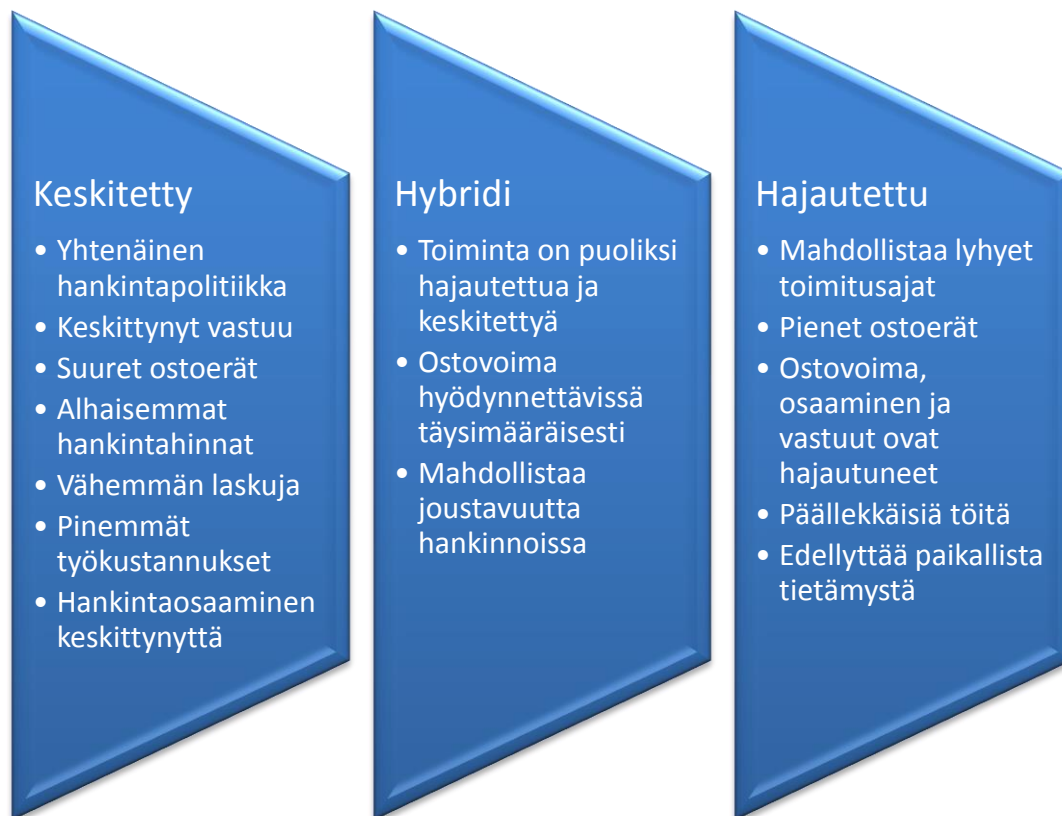 Keskitetty
• Yhtenäinen
hankintapolitiikka
• Keskittynyt vastuu
• Suuret ostoerät
• Alhaisemmat
hankintahinnat
• Vähemmän laskuja
• Pinemmät
työkustannukset
• Hankintaosaaminen
keskittynyttä
Hybridi
• Toiminta on puoliksi
hajautettua ja
keskitettyä
• Ostovoima
hyödynnettävissä
täysimääräisesti
• Mahdollistaa
joustavuutta
hankinnoissa
Hajautettu
• Mahdollistaa lyhyet
toimitusajat
• Pienet ostoerät
• Ostovoima,
osaaminen ja
vastuut ovat
hajautuneet
• Päällekkäisiä töitä
• Edellyttää paikallista
tietämystä